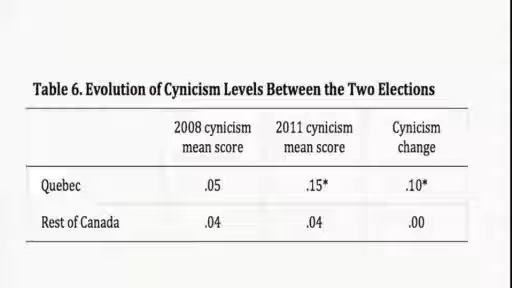 Table 6. Evolution of Cynicism Levels Between the Two Elections
2008 cynicism mean score 2011 cynicism mean score Cynicism change
Quebec .05 .15* .10*
Rest of Canada .04 .04 .00